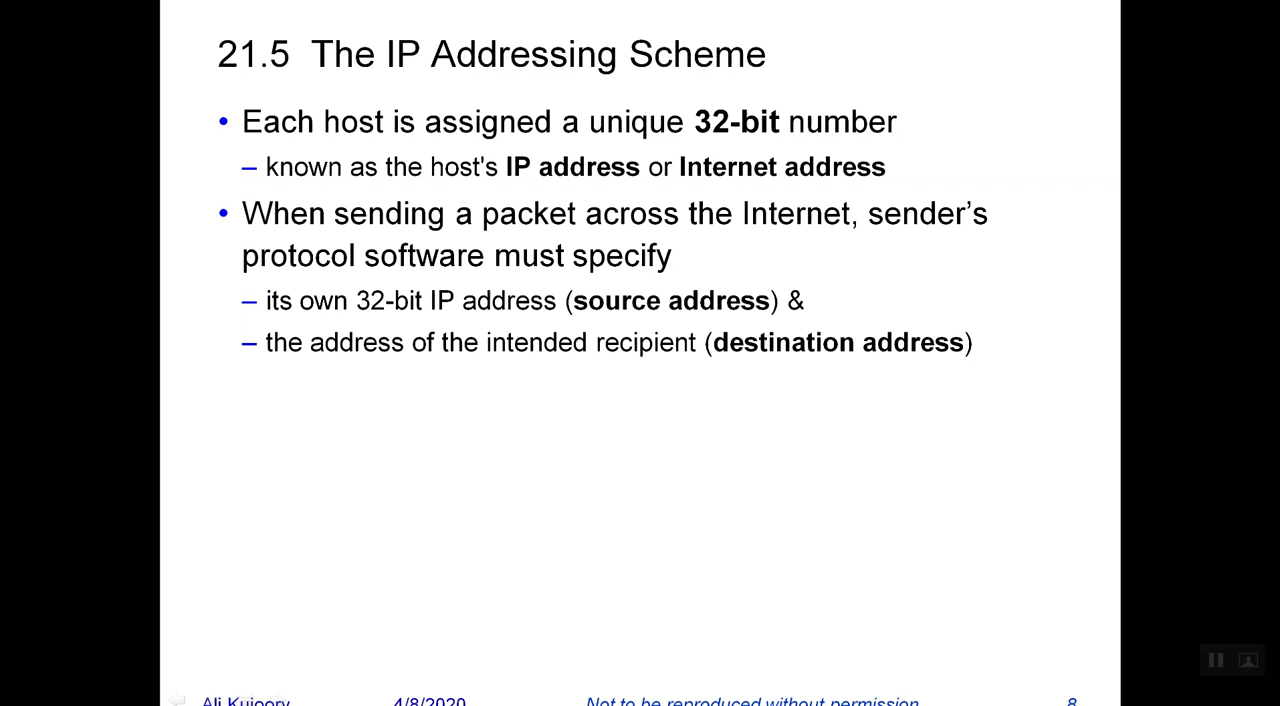 21.5 The IP Addressing Scheme
• Each host is assigned a unique 32-bit number
– known as the host's IP address or Internet address
• When sending a packet across the Internet, sender’s
protocol software must specify
– its own 32-bit IP address (source address) &
– the address of the intended recipient (destination address)
Ali Kujoory 4/8/2020 Not to be reproduced without permission 8